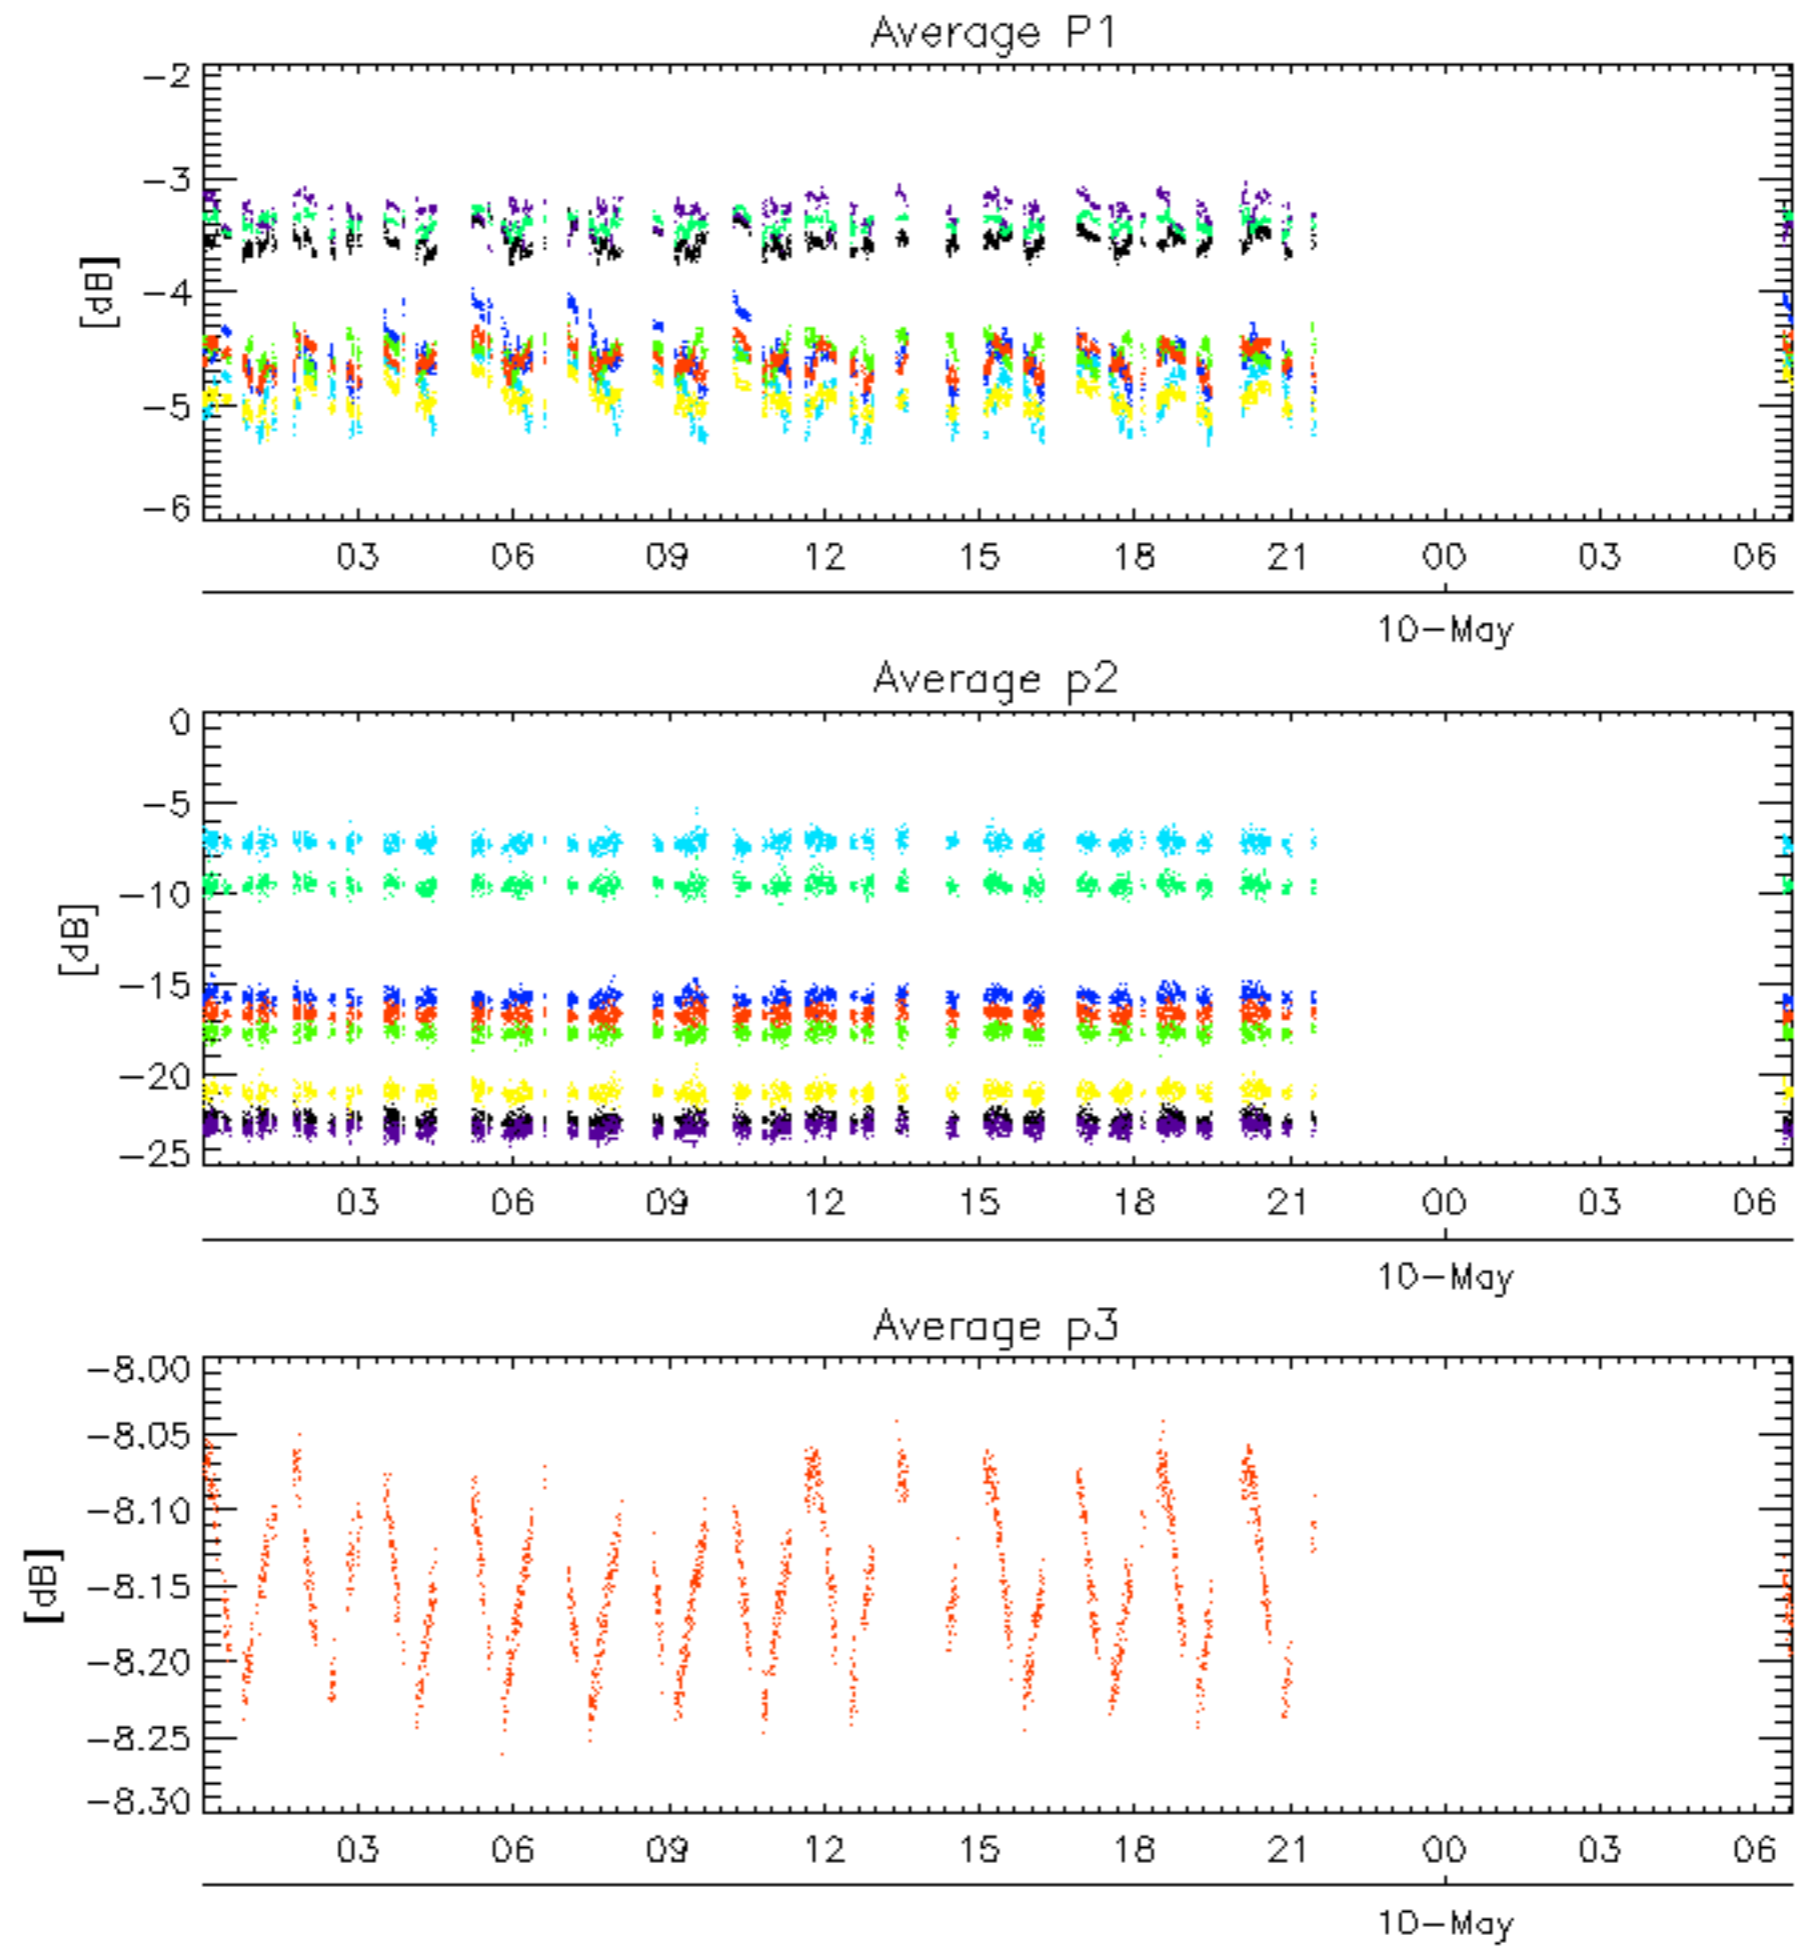 Average P1
-2
-3
-4
-5
-6
[dB]
03 06 09 12 15 18 21 00 03 06
10-May
Average p2
0
-5
-10
-15
-20
-25
[dB]
03 06 09 12 15 18 21 00 03 06
10-May
Average p3
-8.00
-8.05
-8.10
-8.15
-8.20
-8.25
-8.30
[dB]
03 06 09 12 15 18 21 00 03 06
10-May